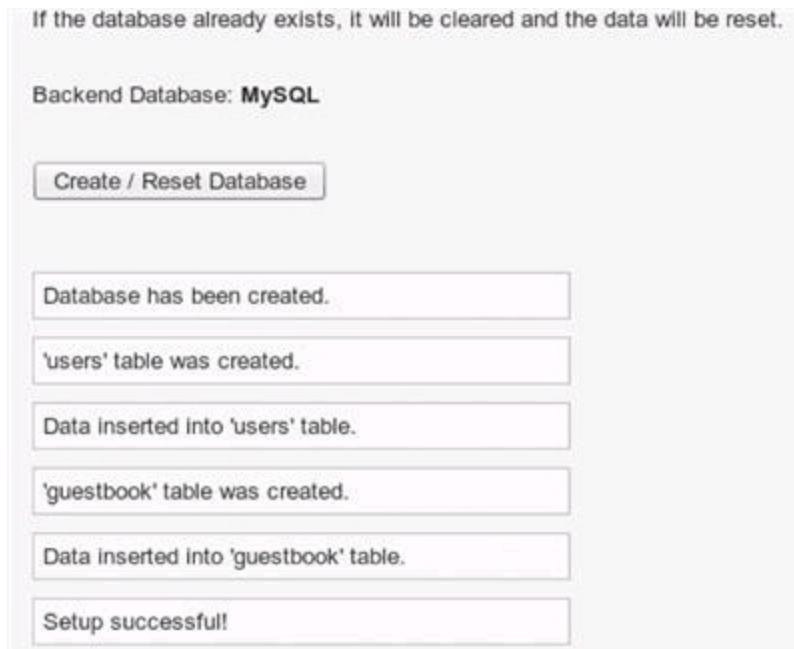 If the database already exists, it will be cleared and the data will be reset.
Backend Database: MySQL
Create / Reset Database
Database has been created.
'users' table was created.
Data inserted into 'users' table.
'guestbook' table was created.
Data inserted into 'guestbook' table.
Setup successful!